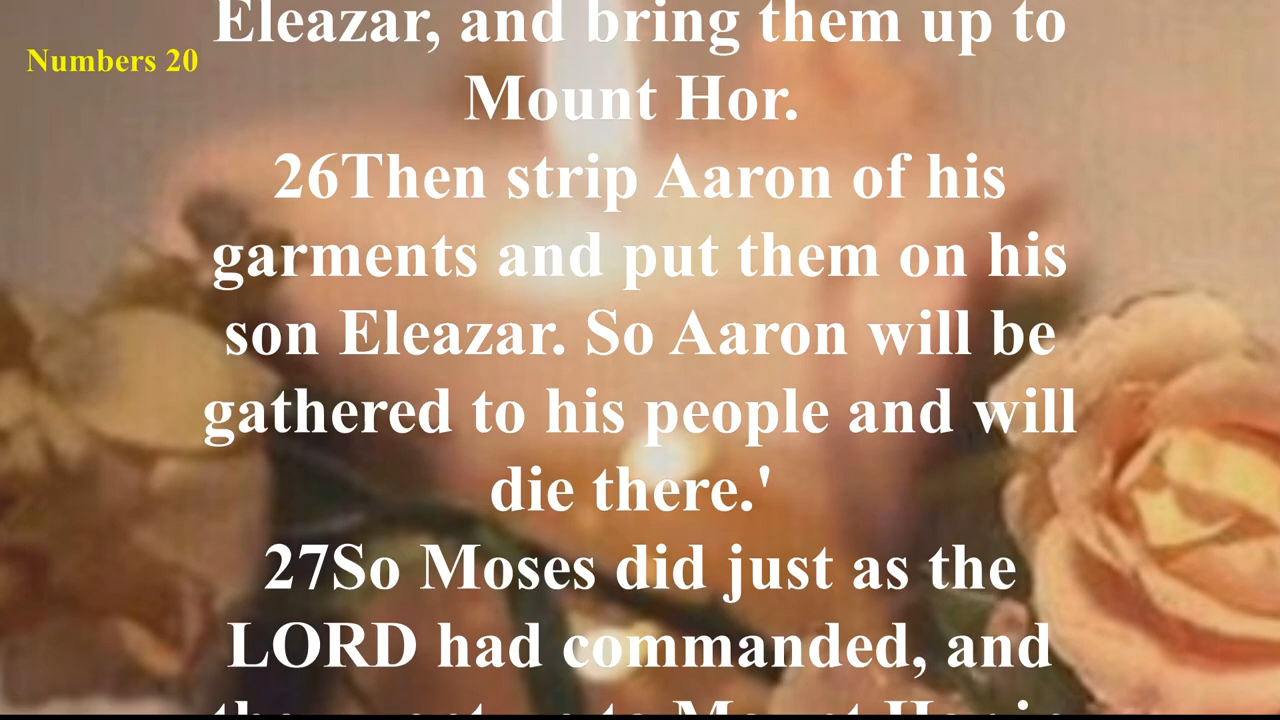 Numbers 20
Eleazar, and bring them up to
Mount Hor.
26Then strip Aaron of his
garments and put them on his
son Eleazar. So Aaron will be
gathered to his people and will
die there.'
27So Moses did just as the
LORD had commanded, and